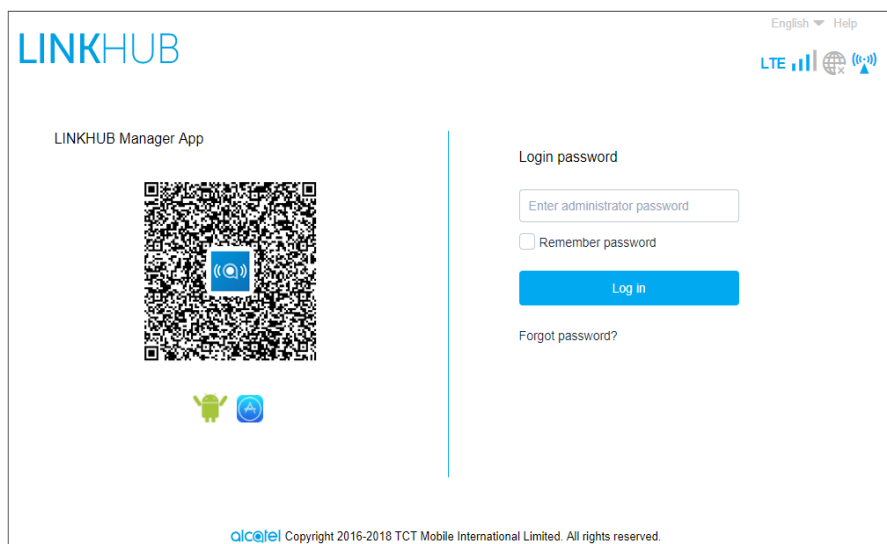 English Help
LINKHUB
LTE
LINKHUB Manager App
Login password
Enter administrator password
Remember password
Log in
Forgot password?
alcatel Copyright 2016-2018 TCT Mobile International Limited. All rights reserved.